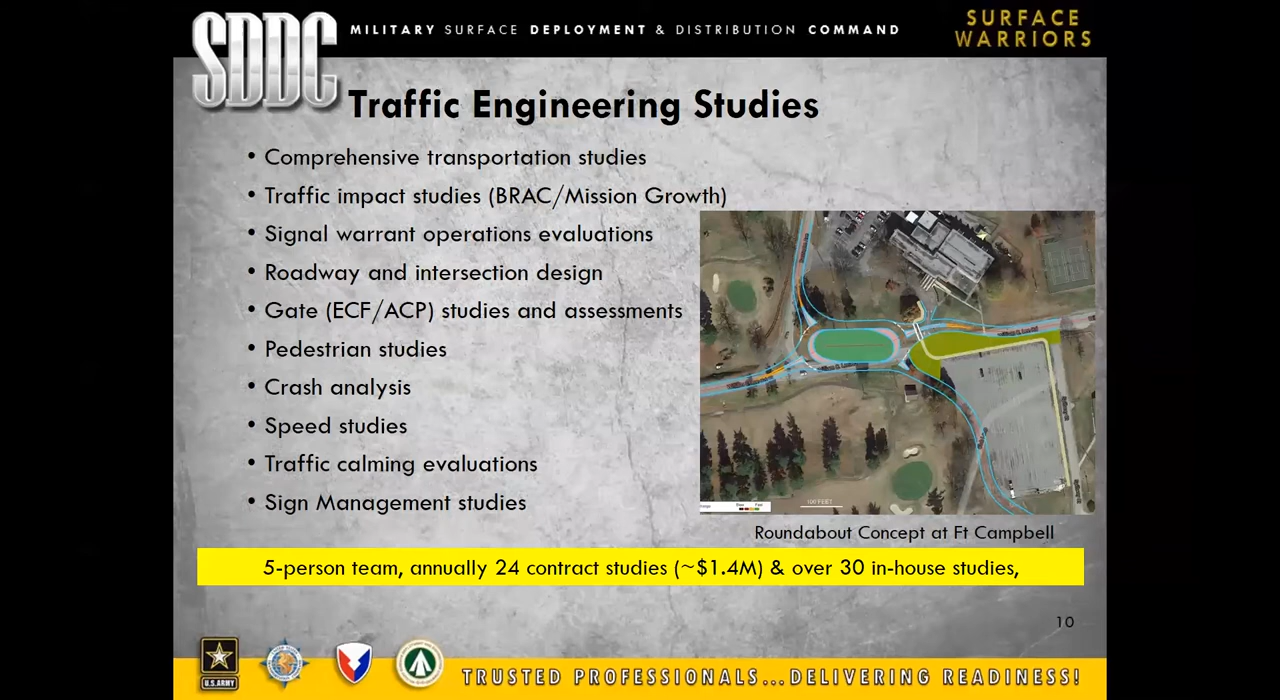 SDDC
MILITARY SURFACE DEPLOYMENT & DISTRIBUTION COMMAND
SURFACE
WARRIORS
Traffic Engineering Studies
• Comprehensive transportation studies
• Traffic impact studies (BRAC/Mission Growth)
• Signal warrant operations evaluations
• Roadway and intersection design
• Gate (ECF/ACP) studies and assessments
• Pedestrian studies
• Crash analysis
• Speed studies
• Traffic calming evaluations
• Sign Management studies
100 FEET
Roundabout Concept at Ft Campbell
5-person team, annually 24 contract studies (~$1.4M) & over 30 in-house studies,
10
U.S.ARMY
TRUSTED PROFESSIONALS...DELIVERING READINESS!